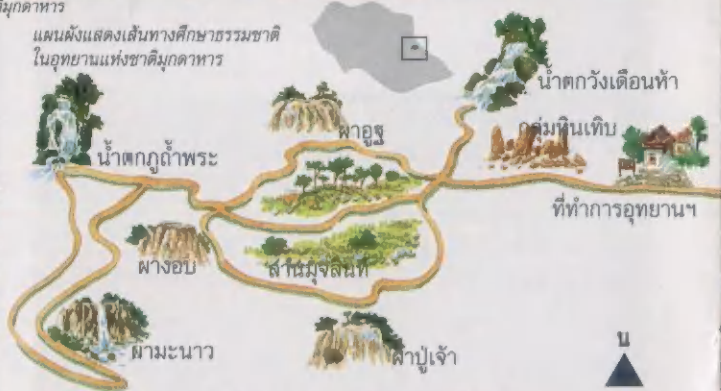 ติมุกดาหาร
แผนผังแสดงเส้นทางศึกษาธรรมชาติ
ในอุทยานแห่งชาติมุกดาหาร
น้ำตกวังเดือนห้า
ผาอูฐ
กลุ่มหินเทิบ
น้ำตกภูถ้ำพระ
ที่ทำการอุทยานฯ
ผางอบ
ลานมุจลินท์
ผามะนาว
ผาปู่เจ้า
น